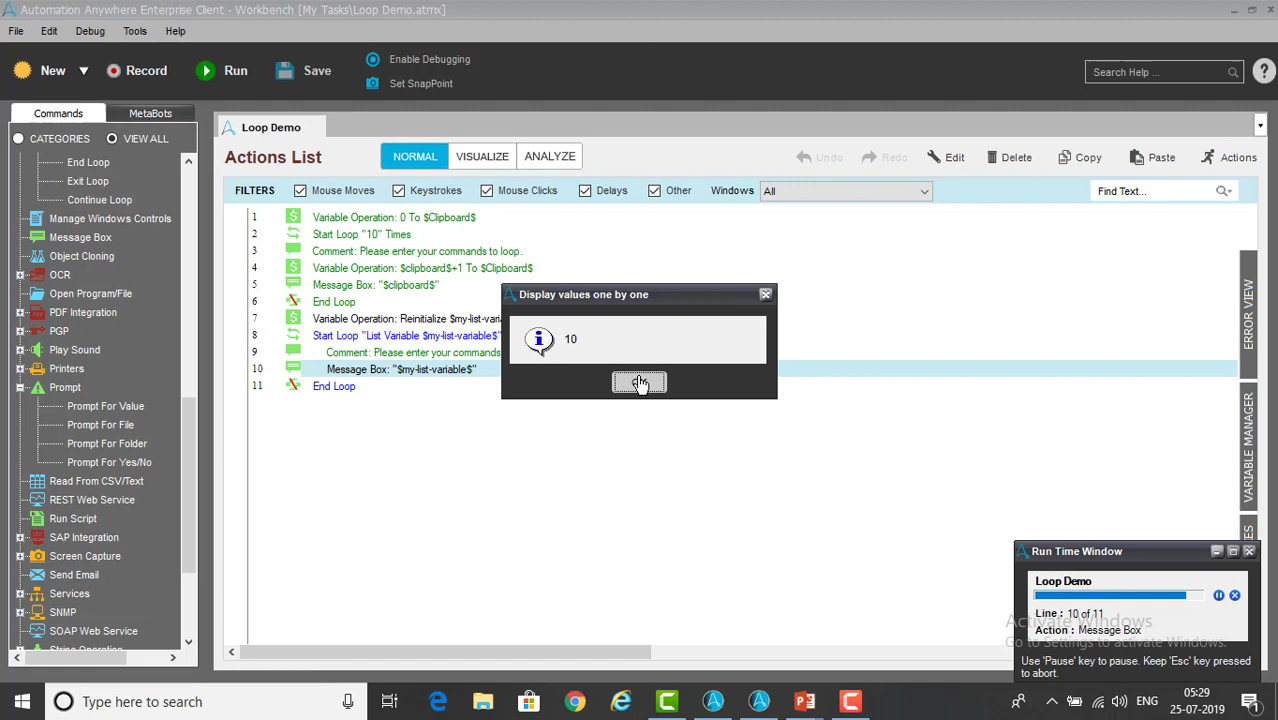 Automation Anywhere Enterprise Client - Workbench [My Tasks\Loop Demo.atmx]
File Edit Debug Tools Help
New Record Run Save
Enable Debugging
Set SnapPoint
Search Help ...
Commands MetaBots
CATEGORIES VIEW ALL
End Loop
Exit Loop
Continue Loop
Manage Windows Controls
Message Box
Object Cloning
OCR
Open Program/File
PDF Integration
PGP
Play Sound
Printers
Prompt
Prompt For Value
Prompt For File
Prompt For Folder
Prompt For Yes/No
Read From CSV/Text
REST Web Service
Run Script
SAP Integration
Screen Capture
Send Email
Services
SNMP
SOAP Web Service
Loop Demo
Actions List NORMAL VISUALIZE ANALYZE Undo Redo Edit Delete Copy Paste Actions
FILTERS Mouse Moves Keystrokes Mouse Clicks Delays Other Windows All Find Text...
1 Variable Operation: 0 To $Clipboard$
2 Start Loop "10" Times
3 Comment: Please enter your commands to loop.
4 Variable Operation: $clipboard$+1 To $Clipboard$
5 Message Box: "$clipboard$"
6 End Loop
7 Variable Operation: Reinitialize $my-list-varia
8 Start Loop "List Variable $my-list-variable$"
9 Comment: Please enter your commands
10 Message Box: "$my-list-variable$"
11 End Loop
Display values one by one
10
ERROR VIEW
VARIABLE MANAGER
Run Time Window
Loop Demo
Line : 10 of 11
Action : Message Box
Use 'Pause' key to pause. Keep 'Esc' key pressed
to abort.
Activate Windows
Go to Settings to activate Windows.
Type here to search
ENG
05:29
25-07-2019
1